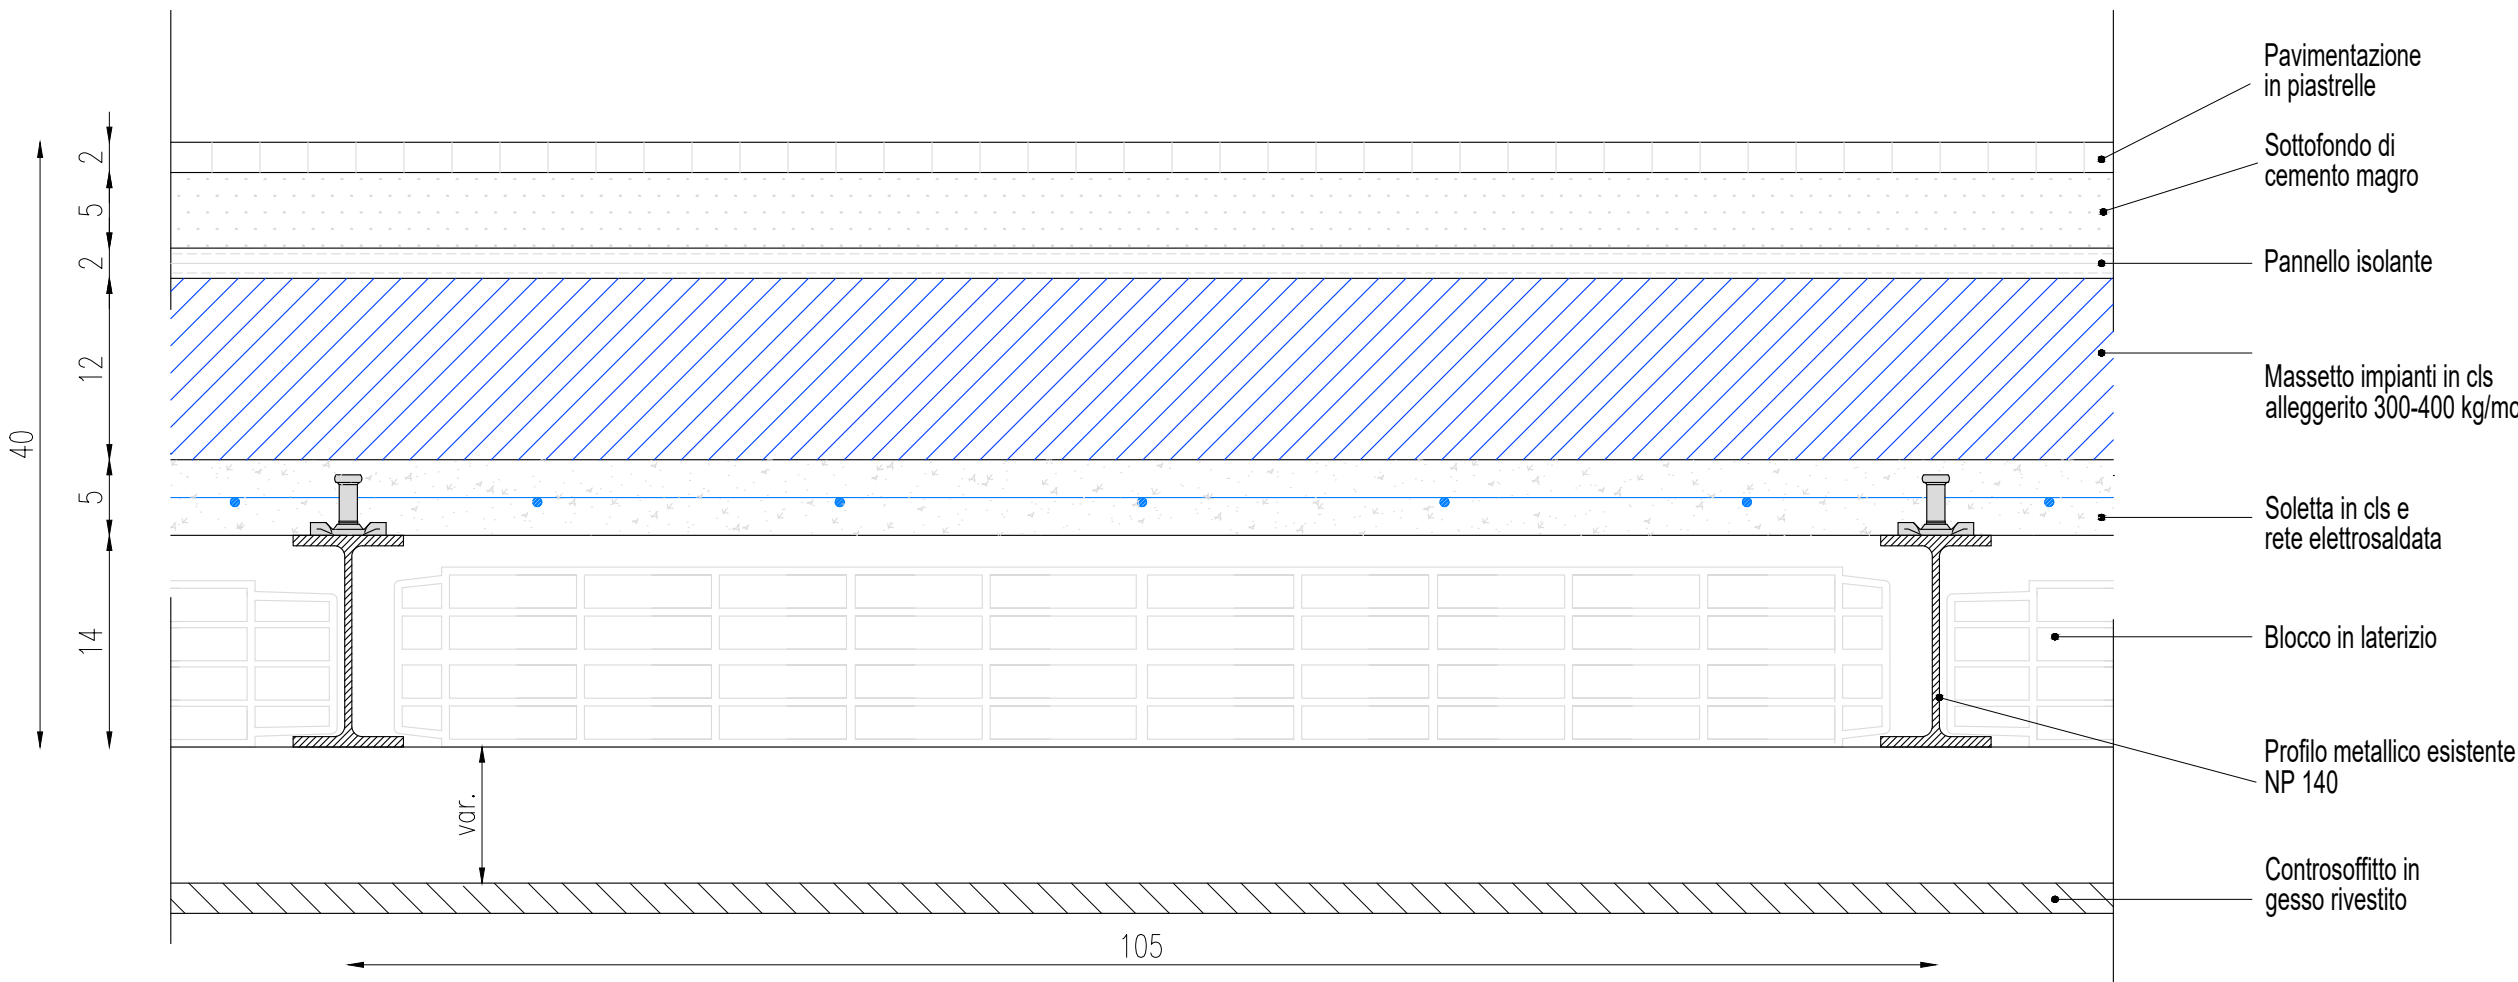 Pavimentazione
in piastrelle
Sottofondo di
cemento magro
Pannello isolante
Massetto impianti in cls
alleggerito 300-400 kg/mc
Soletta in cls e
rete elettrosaldata
Blocco in laterizio
Profilo metallico esistente
NP 140
Controsoffitto in
gesso rivestito
40
2
5
2
12
5
14
var.
105